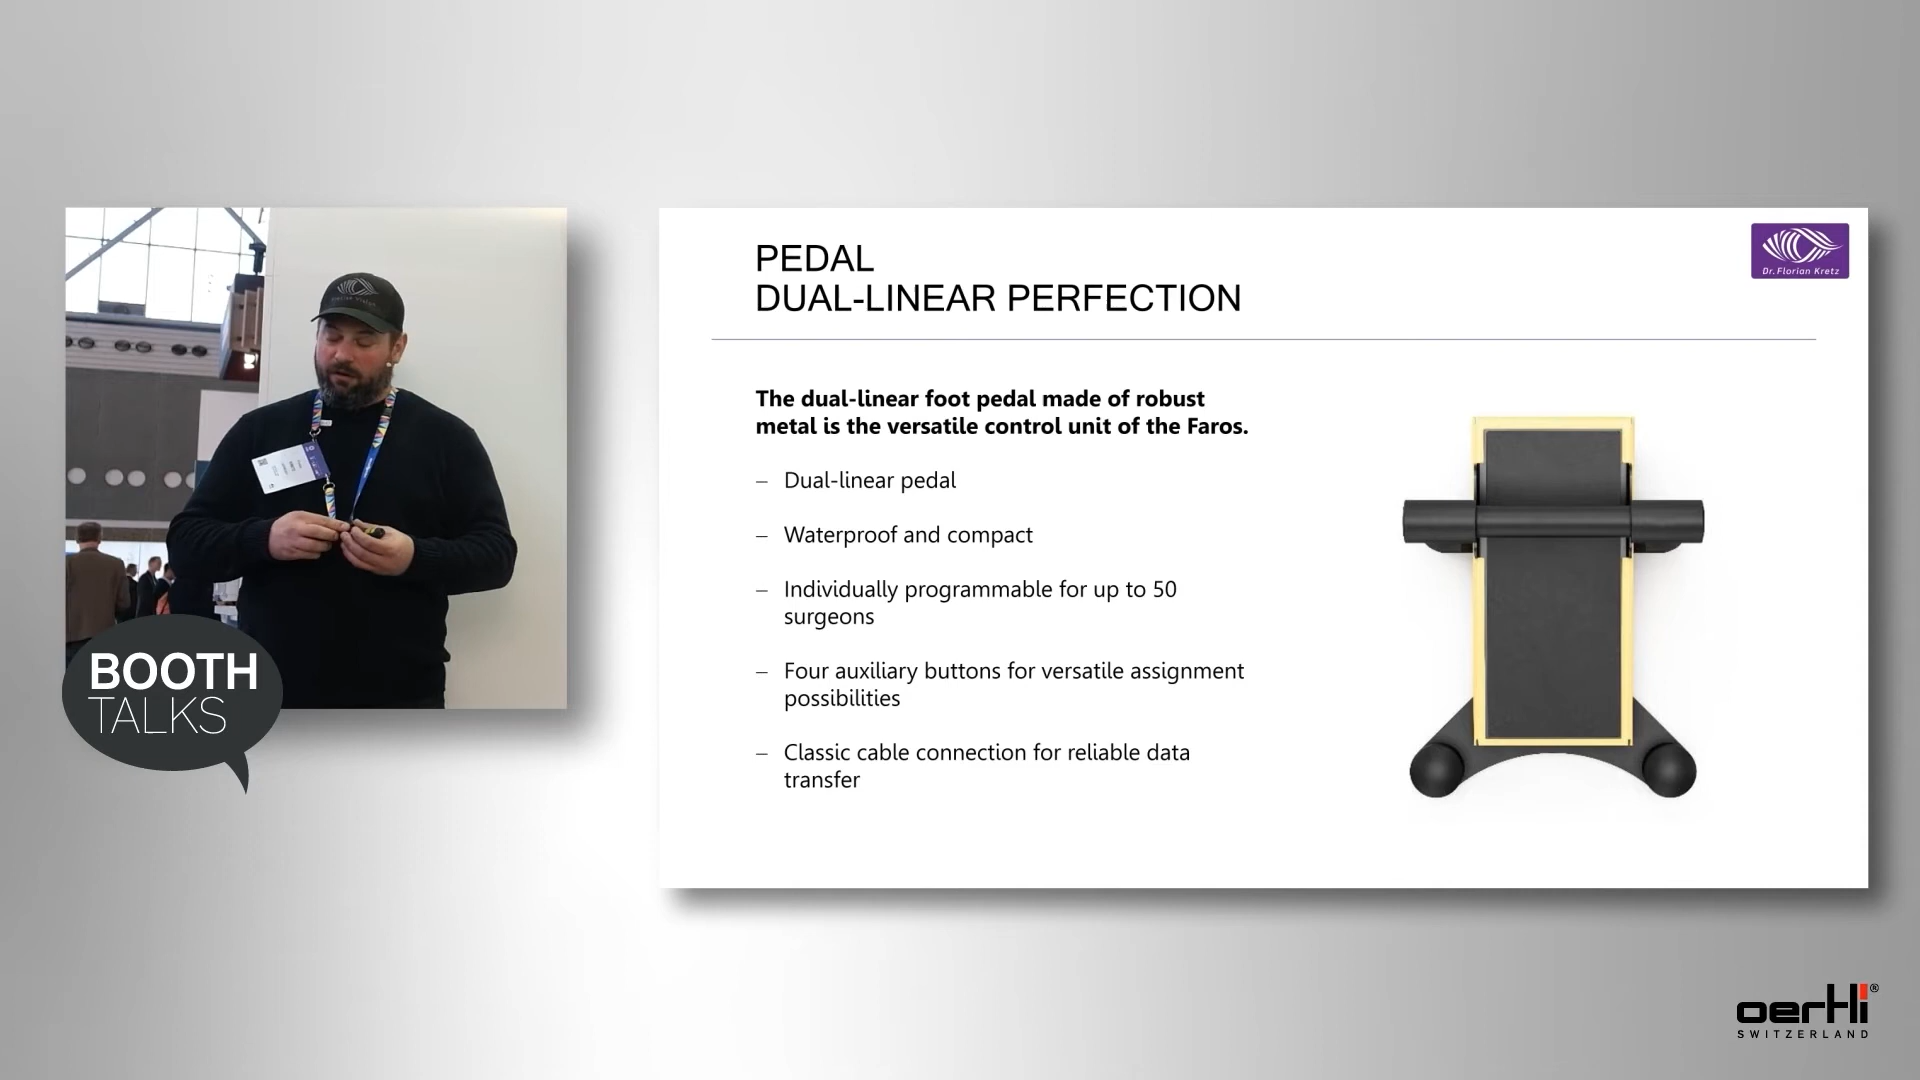 PEDAL
DUAL-LINEAR PERFECTION
Dr. Florian Kretz
The dual-linear foot pedal made of robust
metal is the versatile control unit of the Faros.
– Dual-linear pedal
– Waterproof and compact
– Individually programmable for up to 50
surgeons
– Four auxiliary buttons for versatile assignment
possibilities
– Classic cable connection for reliable data
transfer
BOOTH
TALKS
oertli®
SWITZERLAND